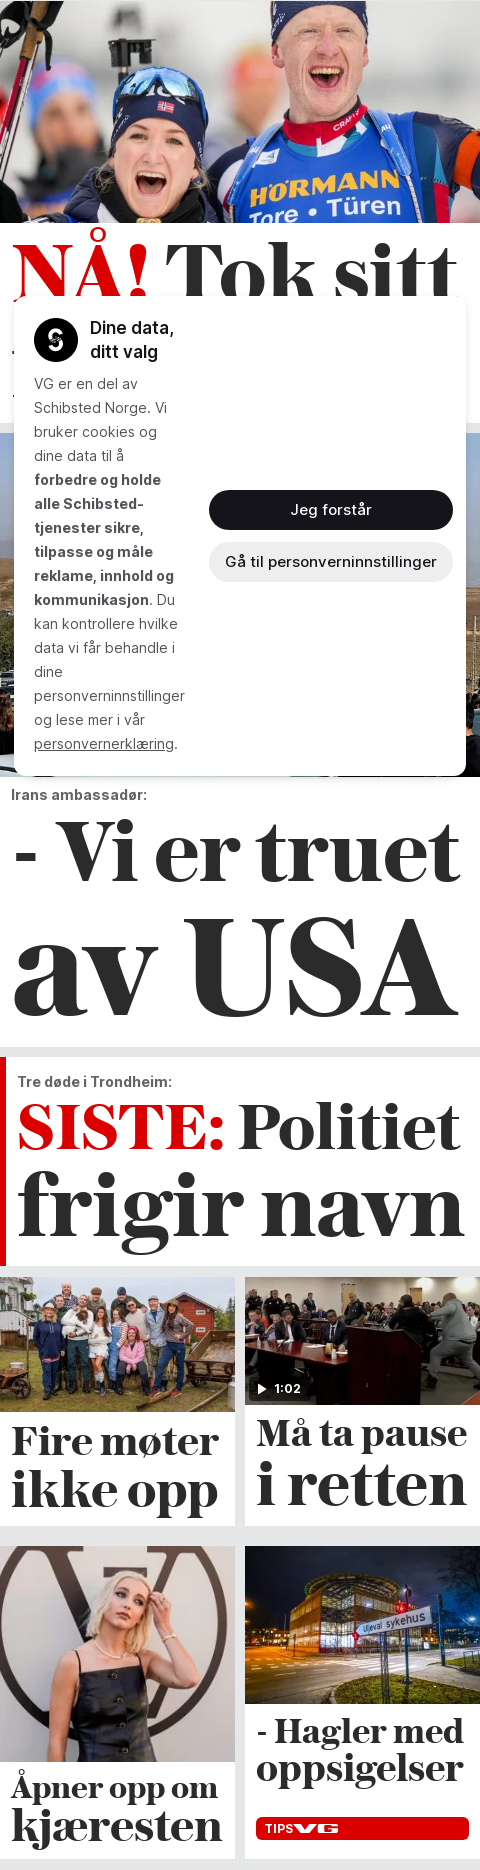 HÖRMANN
Tore • Türen
CRAFT
NÅ! Tok sitt
Dine data,
ditt valg
VG er en del av
Schibsted Norge. Vi
bruker cookies og
dine data til å
forbedre og holde
alle Schibsted-
tjenester sikre,
tilpasse og måle
reklame, innhold og
kommunikasjon. Du
kan kontrollere hvilke
data vi får behandle i
dine
personverninnstillinger
og lese mer i vår
personvernerklæring.
Jeg forstår
Gå til personverninnstillinger
Irans ambassadør:
- Vi er truet
av USA
Tre døde i Trondheim:
SISTE: Politiet
frigir navn
Fire møter
ikke opp
1:02
Må ta pause
i retten
Åpner opp om
kjæresten
Ullevål sykehus
- Hagler med
oppsigelser
TIPS VG